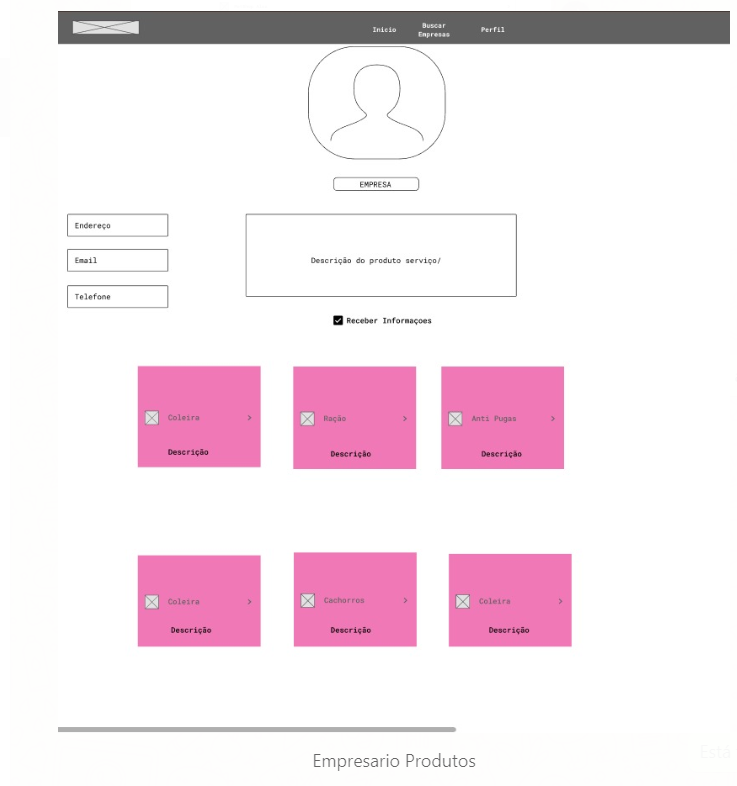 Inicio
Buscar
Empresas
Perfil
EMPRESA
Endereço
Email
Telefone
Descrição do produto serviço/
Receber Informaçoes
Coleira >
Descrição
Ração >
Descrição
Anti Pugas >
Descrição
Coleira >
Descrição
Cachorros >
Descrição
Coleira >
Descrição
Está
Empresario Produtos